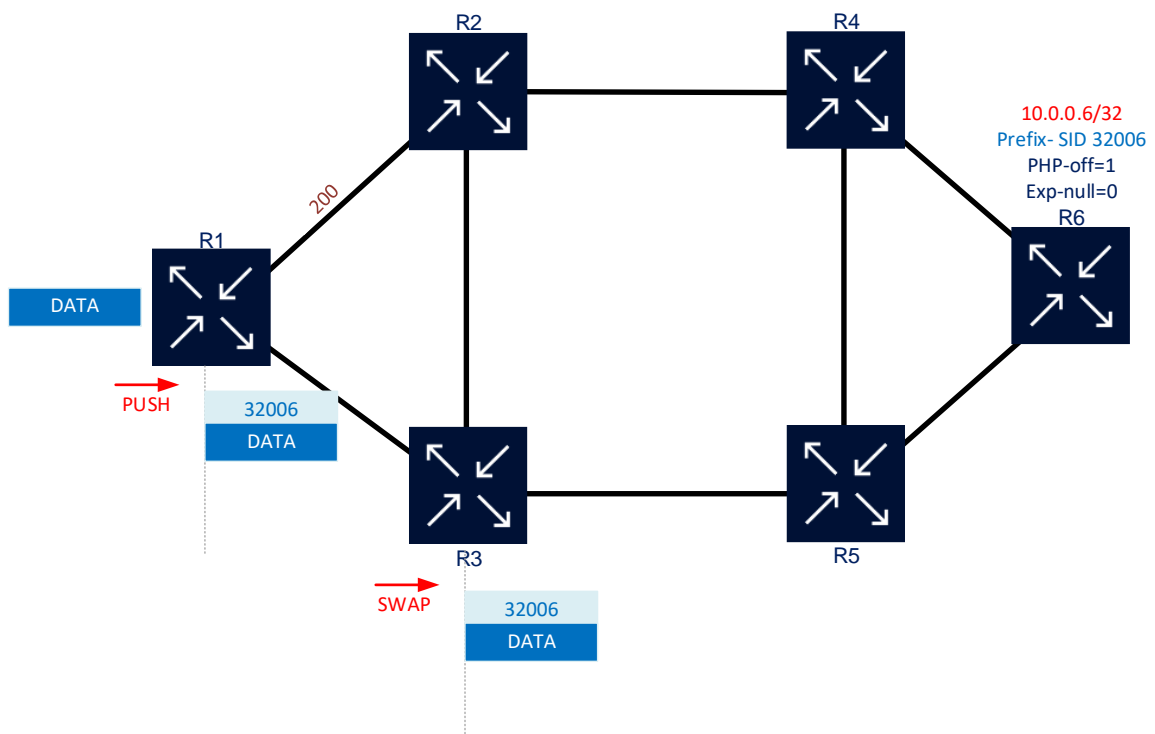 R2
R4
10.0.0.6/32
Prefix- SID 32006
PHP-off=1
Exp-null=0
R6
200
R1
DATA
PUSH
32006
DATA
R3
R5
SWAP
32006
DATA